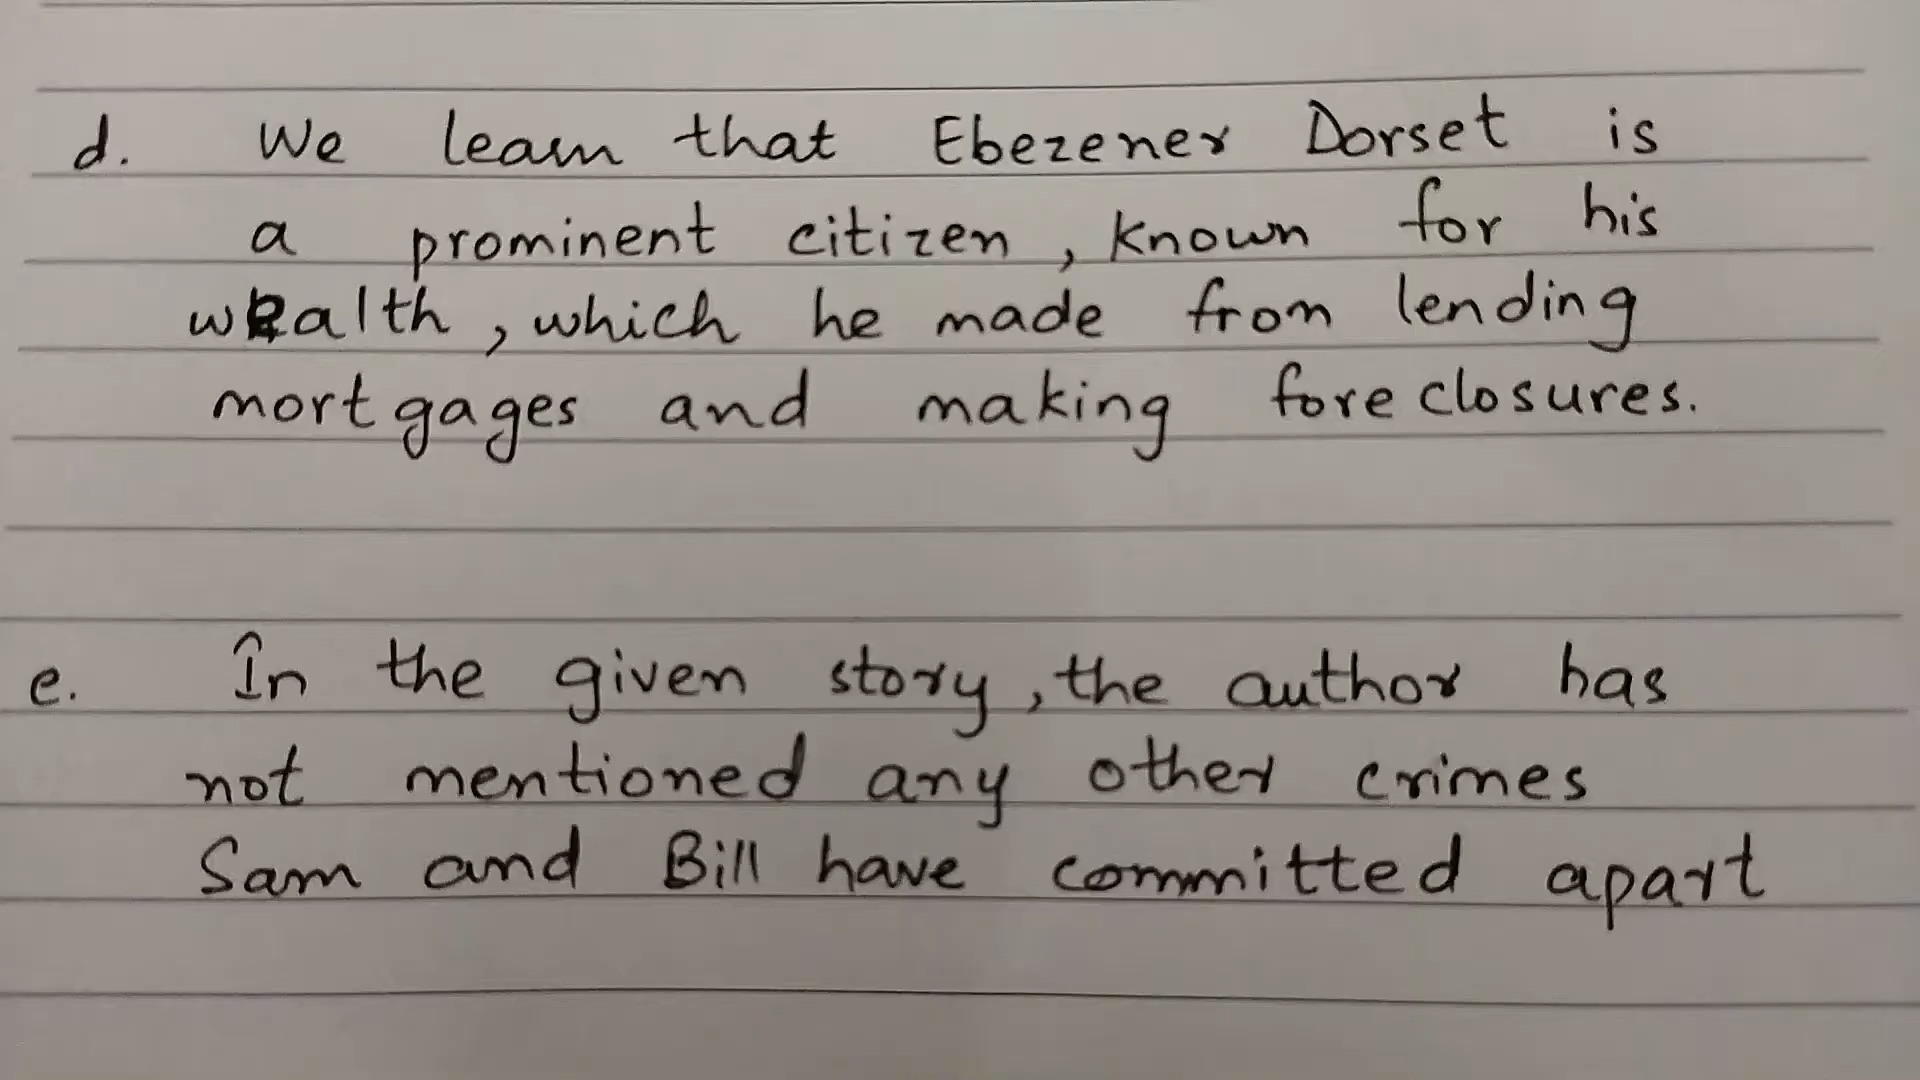 d. We learn that Ebezener Dorset is
a prominent citizen, known for his
wealth, which he made from lending
mortgages and making foreclosures.
e. In the given story, the author has
not mentioned any other crimes
Sam and Bill have committed apart